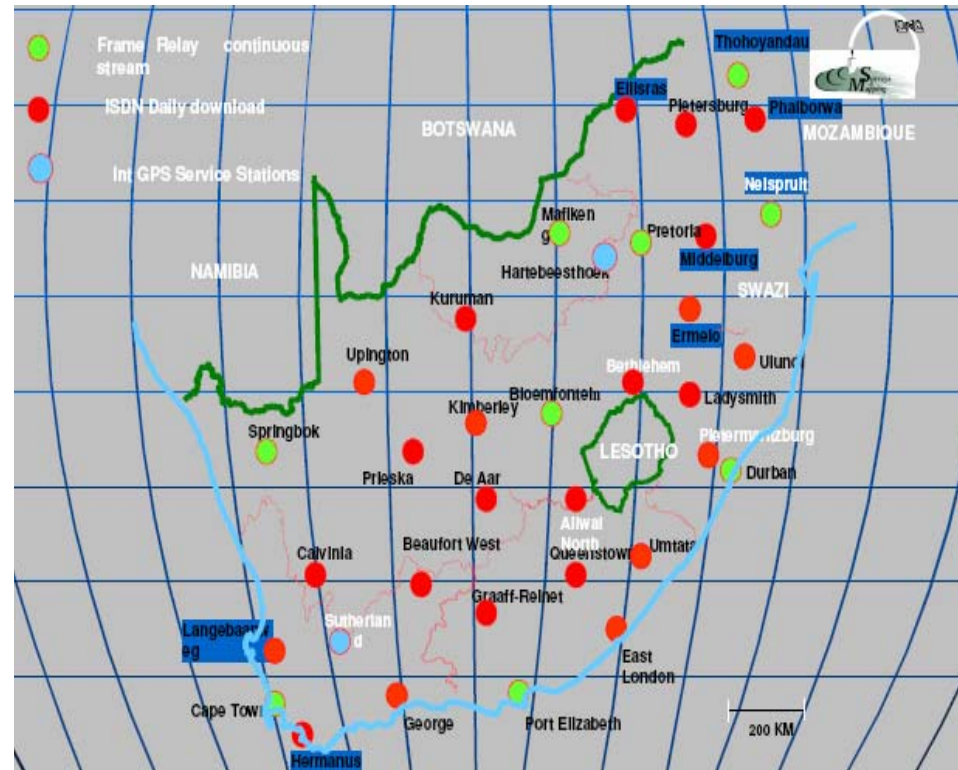 Frame Relay continuous
stream
ISDN Daily download
Int GPS Service Stations
Thohoyandau
Ellisras
Pietersburg
Phalborwa
BOTSWANA
MOZAMBIQUE
Nelspruit
Mafiken
g
Pretoria
NAMIBIA
Hartebeesthoek
Middelburg
SWAZI
Kuruman
Ermelo
Upington
Bethlehem
Ulundi
Bloemfontein
Ladysmith
Kimberley
Springbok
LESOTHO
Pietermaritzburg
Prieska
De Aar
Durban
Aliwal
North
Calvinia
Beaufort West
Queenstown
Umtata
Graaff-Reinet
Sutherlan
d
Langebaanw
eg
East
London
Cape Town
George
Port Elizabeth
200 KM
Hermanus